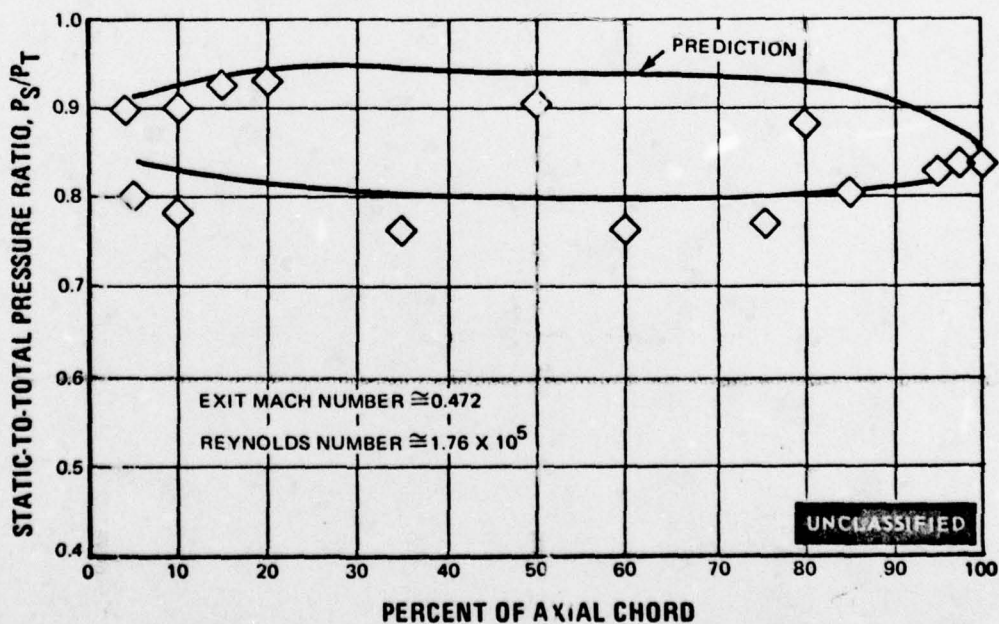 STATIC-TO-TOTAL PRESSURE RATIO, PS/PT
1.0
0.9
0.8
0.7
0.6
0.5
0.4
PREDICTION
EXIT MACH NUMBER ≅0.472
REYNOLDS NUMBER ≅1.76 X 10⁵
UNCLASSIFIED
0 10 20 30 40 50 60 70 80 90 100
PERCENT OF AXIAL CHORD